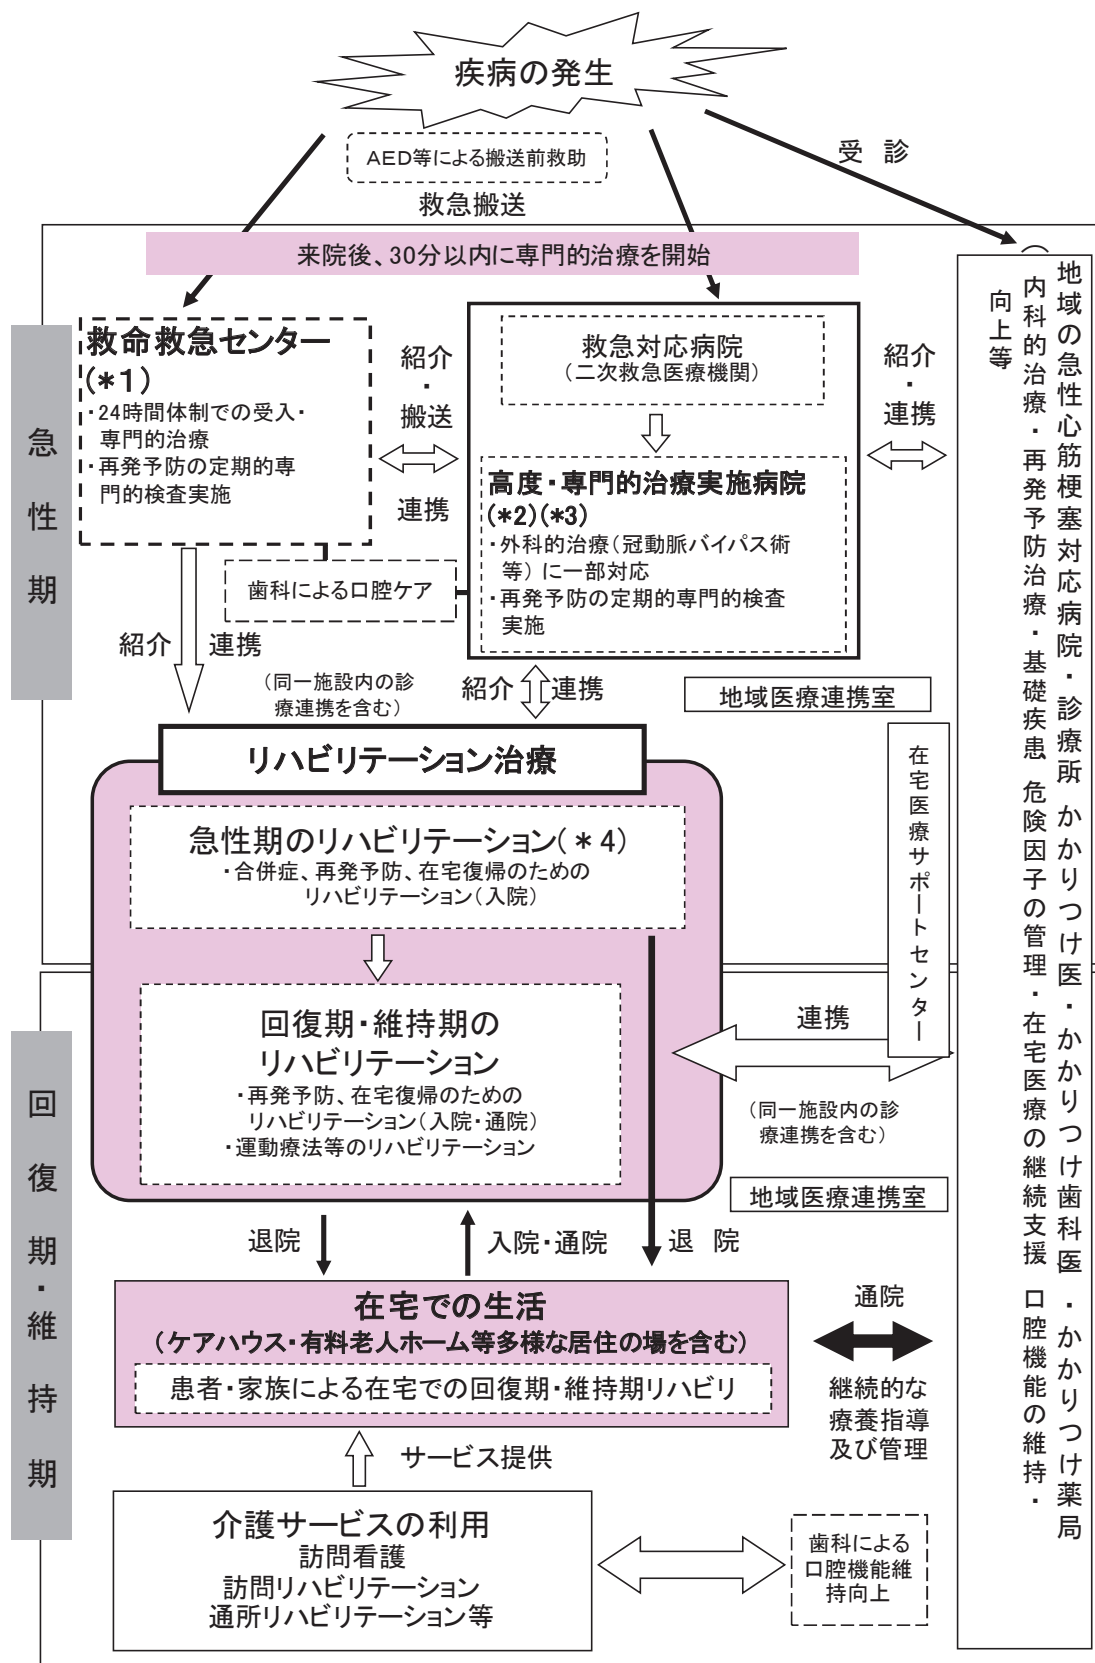 疾病の発生
AED等による搬送前救助
救急搬送
受　診
来院後、30分以内に専門的治療を開始
急性期
救命救急センター
(*1)
・24時間体制での受入・
専門的治療
・再発予防の定期的専
門的検査実施
紹介
・
搬送
連携
救急対応病院
（二次救急医療機関）
高度・専門的治療実施病院
(*2)(*3)
・外科的治療（冠動脈バイパス術
等）に一部対応
・再発予防の定期的専門的検査
実施
紹介
・
連携
歯科による口腔ケア
紹介
連携
（同一施設内の診
療連携を含む）
紹介
連携
地域医療連携室
リハビリテーション治療
急性期のリハビリテーション(＊4)
・合併症、再発予防、在宅復帰のための
リハビリテーション（入院）
在宅医療サポートセンター
回復期・維持期
回復期・維持期の
リハビリテーション
・再発予防、在宅復帰のための
リハビリテーション（入院・通院）
・運動療法等のリハビリテーション
連携
（同一施設内の診
療連携を含む）
地域医療連携室
退院
入院・通院
退　院
在宅での生活
（ケアハウス・有料老人ホーム等多様な居住の場を含む）
患者・家族による在宅での回復期・維持期リハビリ
通院
継続的な
療養指導
及び管理
サービス提供
介護サービスの利用
訪問看護
訪問リハビリテーション
通所リハビリテーション等
歯科による
口腔機能維
持向上
地域の急性心筋梗塞対応病院・診療所 かかりつけ医・かかりつけ歯科医 ・かかりつけ薬局
（内科的治療・再発予防治療・基礎疾患 危険因子の管理・在宅医療の継続支援 口腔機能の維持・
向上等